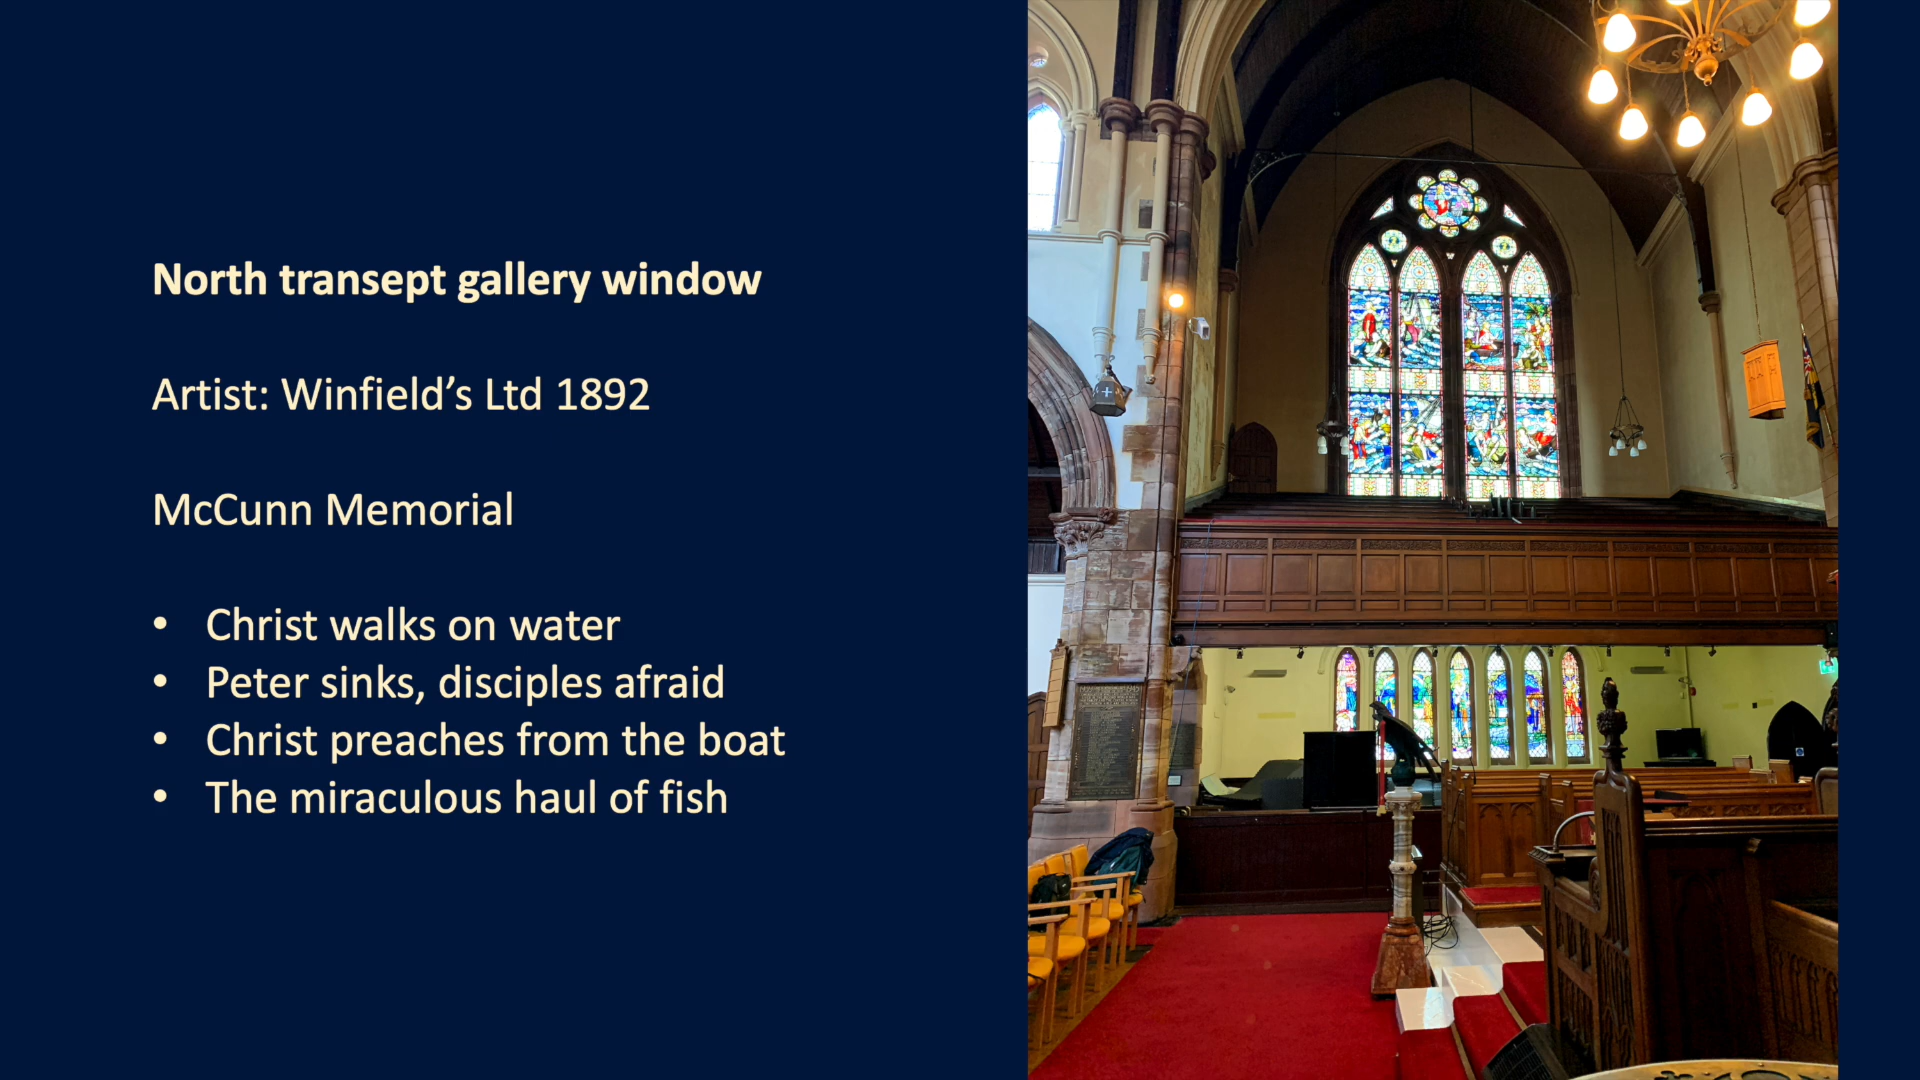 North transept gallery window
Artist: Winfield’s Ltd 1892
McCunn Memorial
• Christ walks on water
• Peter sinks, disciples afraid
• Christ preaches from the boat
• The miraculous haul of fish